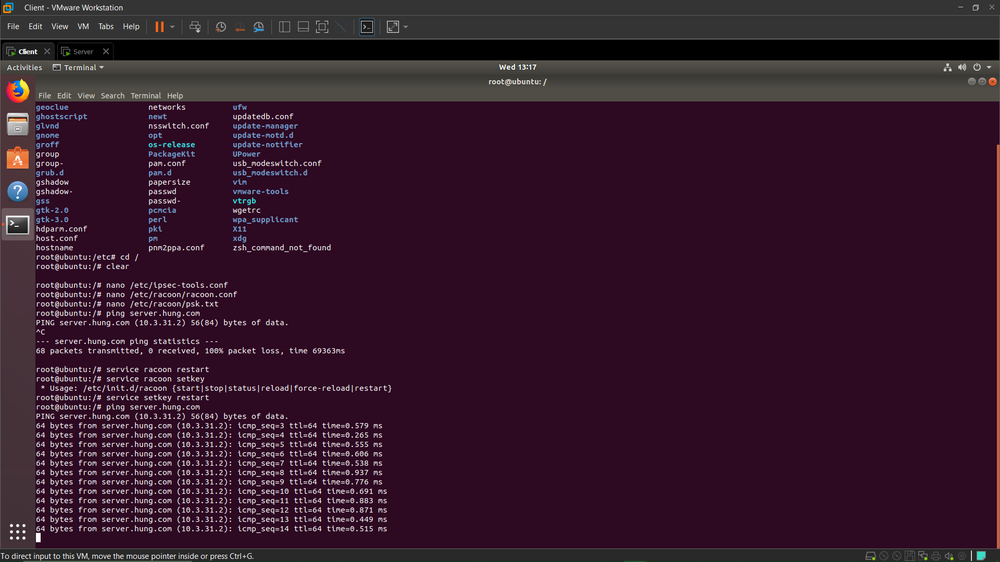 Client - VMware Workstation
File Edit View VM Tabs Help
Client Server
Activities Terminal Wed 13:17
root@ubuntu: /
File Edit View Search Terminal Help
geoclue networks ufw
ghostscript newt updatedb.conf
glvnd nsswitch.conf update-manager
gnome opt update-motd.d
groff os-release update-notifier
group PackageKit UPower
group- pam.conf usb_modeswitch.conf
grub.d pam.d usb_modeswitch.d
gshadow papersize vim
gshadow- passwd vmware-tools
gss passwd- vtrgb
gtk-2.0 pcmcia wgetrc
gtk-3.0 perl wpa_supplicant
hdparm.conf pki X11
host.conf pm xdg
hostname pnm2ppa.conf zsh_command_not_found
root@ubuntu:/etc# cd /
root@ubuntu:/# clear
root@ubuntu:/# nano /etc/ipsec-tools.conf
root@ubuntu:/# nano /etc/racoon/racoon.conf
root@ubuntu:/# nano /etc/racoon/psk.txt
root@ubuntu:/# ping server.hung.com
PING server.hung.com (10.3.31.2) 56(84) bytes of data.
^C
--- server.hung.com ping statistics ---
68 packets transmitted, 0 received, 100% packet loss, time 69363ms
root@ubuntu:/# service racoon restart
root@ubuntu:/# service racoon setkey
* Usage: /etc/init.d/racoon {start|stop|status|reload|force-reload|restart}
root@ubuntu:/# service setkey restart
root@ubuntu:/# ping server.hung.com
PING server.hung.com (10.3.31.2) 56(84) bytes of data.
64 bytes from server.hung.com (10.3.31.2): icmp_seq=3 ttl=64 time=0.579 ms
64 bytes from server.hung.com (10.3.31.2): icmp_seq=4 ttl=64 time=0.265 ms
64 bytes from server.hung.com (10.3.31.2): icmp_seq=5 ttl=64 time=0.555 ms
64 bytes from server.hung.com (10.3.31.2): icmp_seq=6 ttl=64 time=0.606 ms
64 bytes from server.hung.com (10.3.31.2): icmp_seq=7 ttl=64 time=0.538 ms
64 bytes from server.hung.com (10.3.31.2): icmp_seq=8 ttl=64 time=0.937 ms
64 bytes from server.hung.com (10.3.31.2): icmp_seq=9 ttl=64 time=0.776 ms
64 bytes from server.hung.com (10.3.31.2): icmp_seq=10 ttl=64 time=0.691 ms
64 bytes from server.hung.com (10.3.31.2): icmp_seq=11 ttl=64 time=0.883 ms
64 bytes from server.hung.com (10.3.31.2): icmp_seq=12 ttl=64 time=0.871 ms
64 bytes from server.hung.com (10.3.31.2): icmp_seq=13 ttl=64 time=0.449 ms
64 bytes from server.hung.com (10.3.31.2): icmp_seq=14 ttl=64 time=0.515 ms
To direct input to this VM, move the mouse pointer inside or press Ctrl+G.